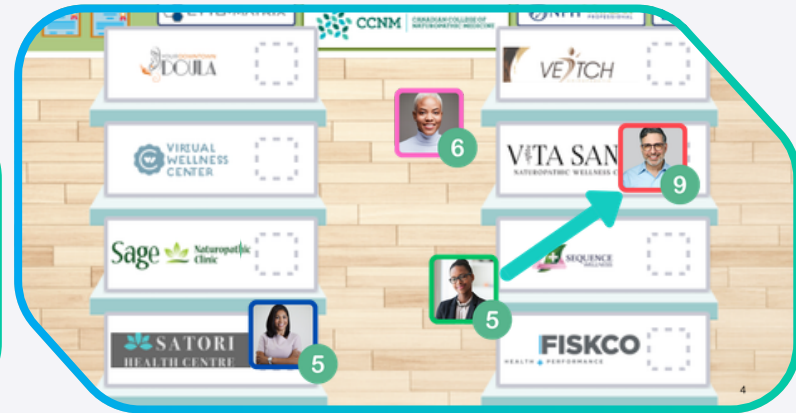 CCNM
CANADIAN COLLEGE OF
NATUROPATHIC MEDICINE
PROFESSIONAL
DOULA
VEITCH
6
VIRTUAL
WELLNESS
CENTER
VITA SAN
NATUROPATHIC WELLNESS C
9
Sage
Naturopathic
Clinic
SEQUENCE
WELLNESS
5
SATORI
HEALTH CENTRE
5
FISKCO
HEALTH + PERFORMANCE
4